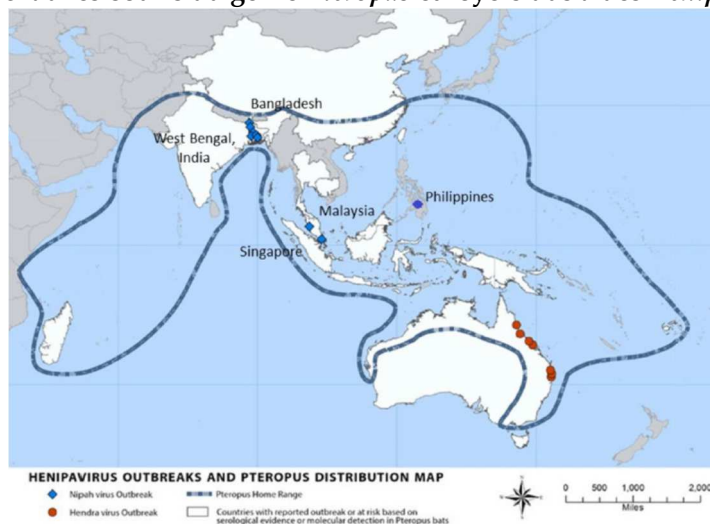 Bangladesh
West Bengal,
India
Philippines
Malaysia
Singapore
HENIPAVIRUS OUTBREAKS AND PTEROPUS DISTRIBUTION MAP
Nipah virus Outbreak
Pteropus Home Range
Hendra virus Outbreak
Countries with reported outbreak or at risk based on
serological evidence or molecular detection in Pteropus bats
N
0 500 1,000 2,000
Miles